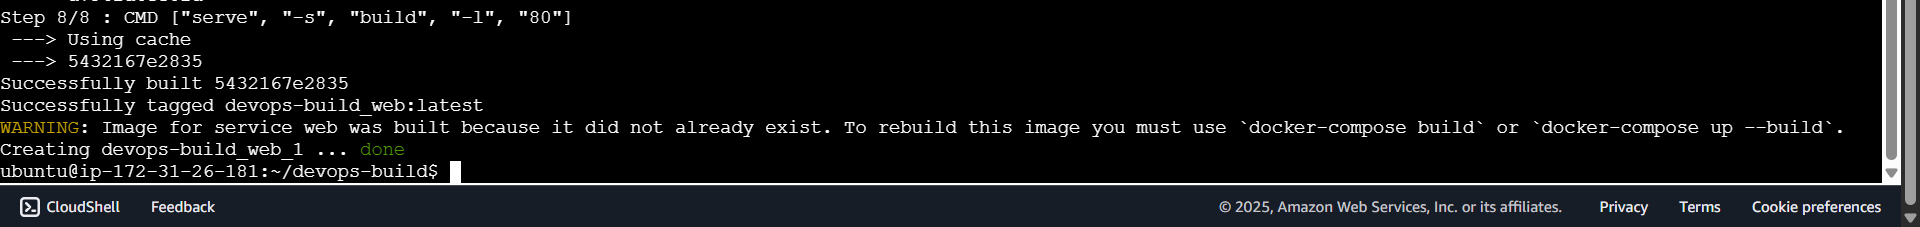 Step 8/8 : CMD ["serve", "-s", "build", "-l", "80"]
 ---> Using cache
 ---> 5432167e2835
Successfully built 5432167e2835
Successfully tagged devops-build_web:latest
WARNING: Image for service web was built because it did not already exist. To rebuild this image you must use `docker-compose build` or `docker-compose up --build`.
Creating devops-build_web_1 ... done
ubuntu@ip-172-31-26-181:~/devops-build$
CloudShell Feedback © 2025, Amazon Web Services, Inc. or its affiliates. Privacy Terms Cookie preferences